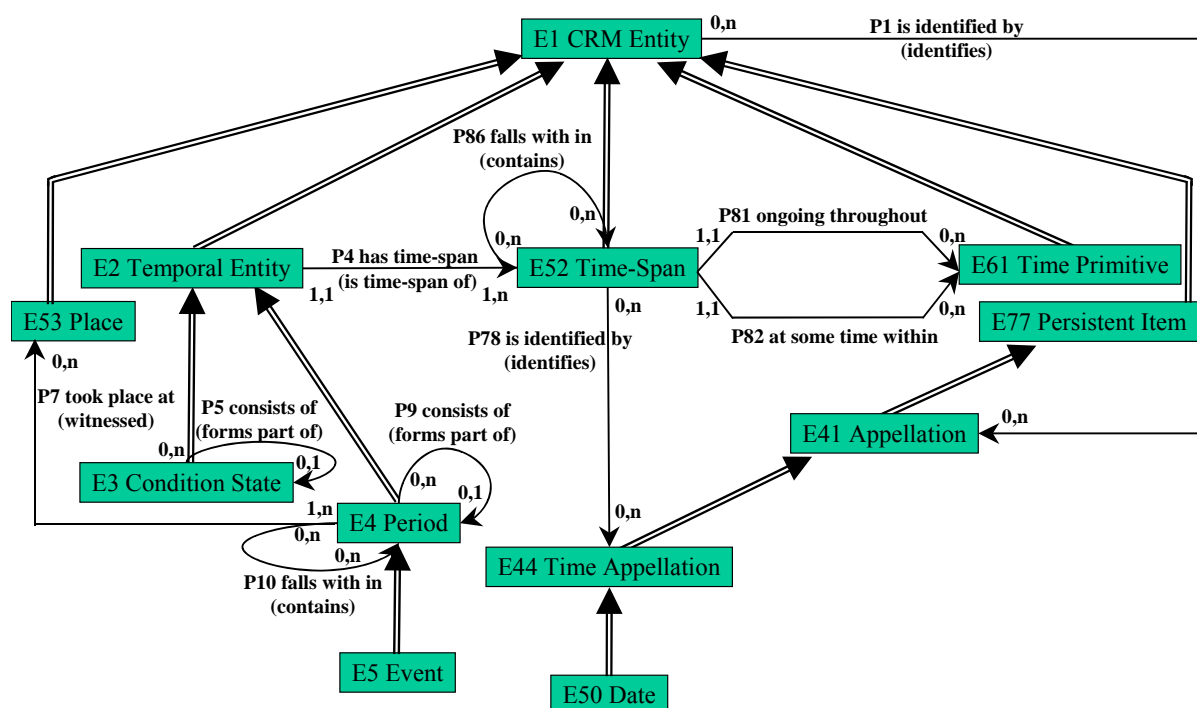 0,n
P1 is identified by
(identifies)
E1 CRM Entity
P86 falls with in
(contains)
0,n
0,n
P81 ongoing throughout
1,1
0,n
E2 Temporal Entity
P4 has time-span
(is time-span of)
1,1
1,n
E52 Time-Span
E61 Time Primitive
0,n
1,1
0,n
P82 at some time within
E53 Place
E77 Persistent Item
P78 is identified by
(identifies)
0,n
P7 took place at
(witnessed)
P5 consists of
(forms part of)
0,n
0,1
P9 consists of
(forms part of)
0,n
0,1
E41 Appellation
0,n
E3 Condition State
1,n
0,n
0,n
E4 Period
P10 falls with in
(contains)
0,n
E44 Time Appellation
E5 Event
E50 Date